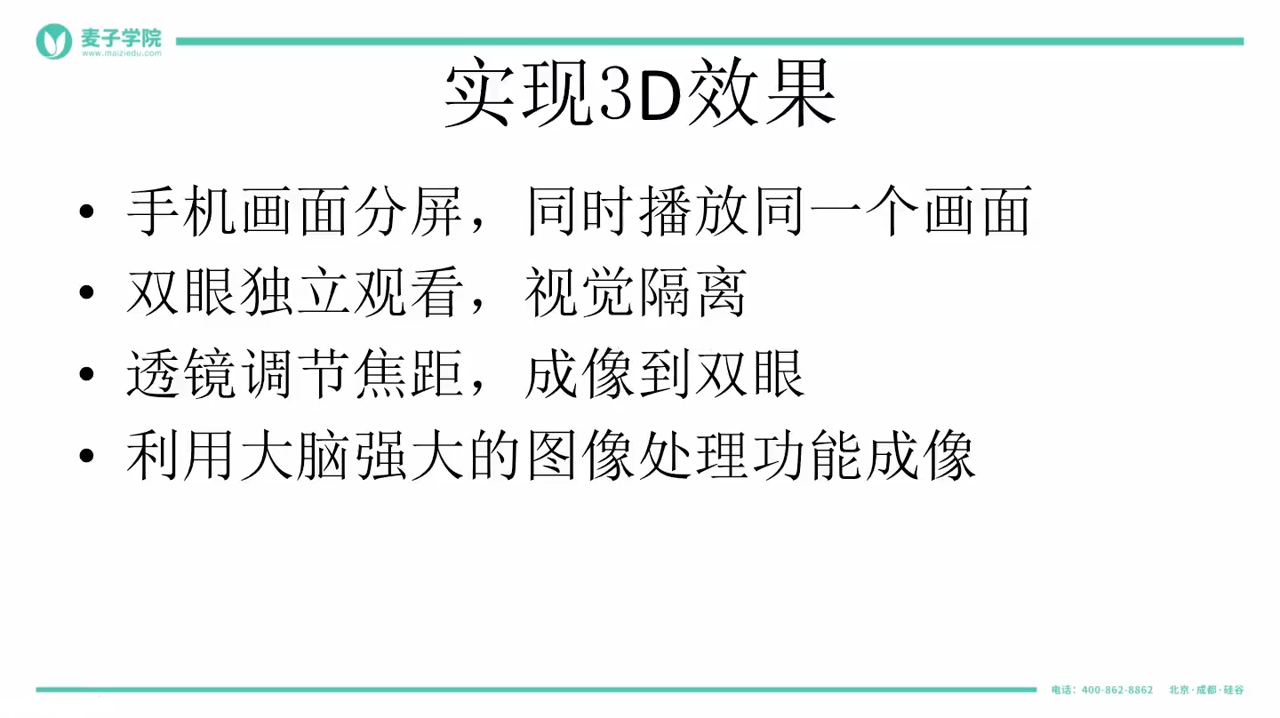 麦子学院
www.maiziedu.com
实现3D效果
• 手机画面分屏，同时播放同一个画面
• 双眼独立观看，视觉隔离
• 透镜调节焦距，成像到双眼
• 利用大脑强大的图像处理功能成像
电话：400-862-8862 北京·成都·硅谷